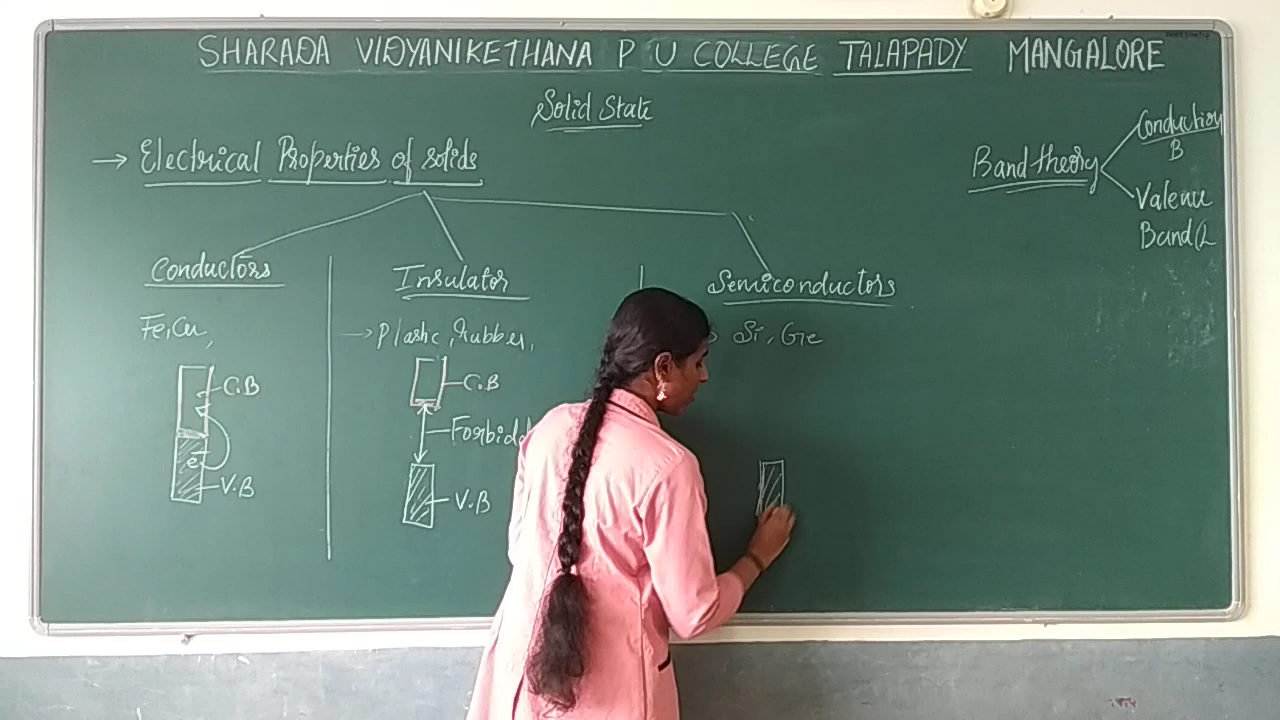 SHARADA VIDYANIKETHANA P U COLLEGE TALAPADY MANGALORE
Solid State
→ Electrical Properties of solids
Band theory
Conduction
B
Valence
Band
Conductors
Insulator
Semiconductors
Fe, Cu,
→ Plastic, rubber,
Si, Ge
C.B
V.B
e⁻
C.B
Forbidd
V.B